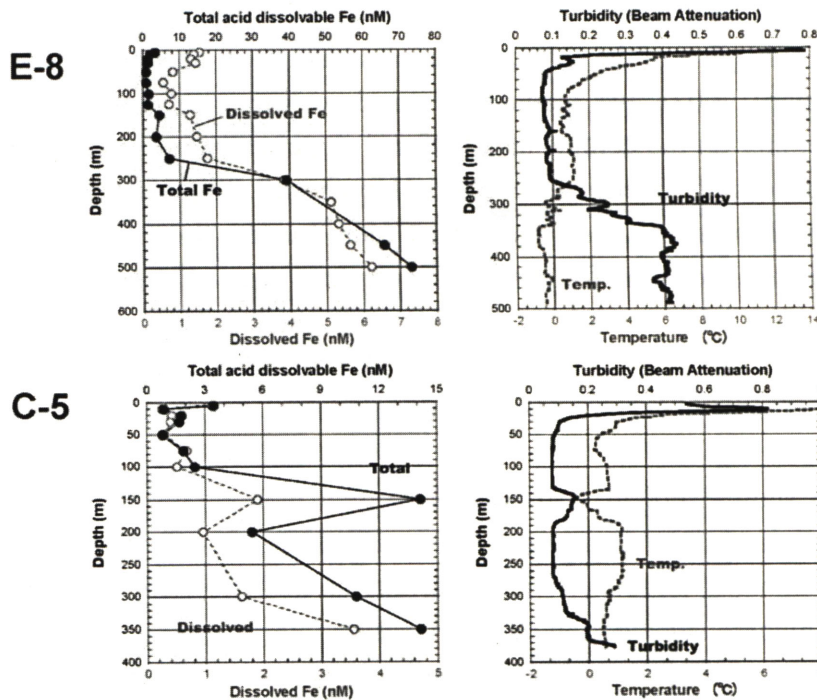 E-8
Total acid dissolvable Fe (nM)
0 10 20 30 40 50 60 70 80
0
100
200
300
400
500
600
Depth (m)
Dissolved Fe
Total Fe
0 1 2 3 4 5 6 7 8
Dissolved Fe (nM)
Turbidity (Beam Attenuation)
0 0.1 0.2 0.3 0.4 0.5 0.6 0.7 0.8
0
100
200
300
400
500
Depth (m)
Turbidity
Temp.
-2 0 2 4 6 8 10 12 14
Temperature (°C)
C-5
Total acid dissolvable Fe (nM)
0 3 6 9 12 15
0
50
100
150
200
250
300
350
400
Depth (m)
Total
Dissolved
0 1 2 3 4 5
Dissolved Fe (nM)
Turbidity (Beam Attenuation)
0 0.2 0.4 0.6 0.8 1
0
50
100
150
200
250
300
350
400
Depth (m)
Temp.
Turbidity
-2 0 2 4 6 8
Temperature (°C)